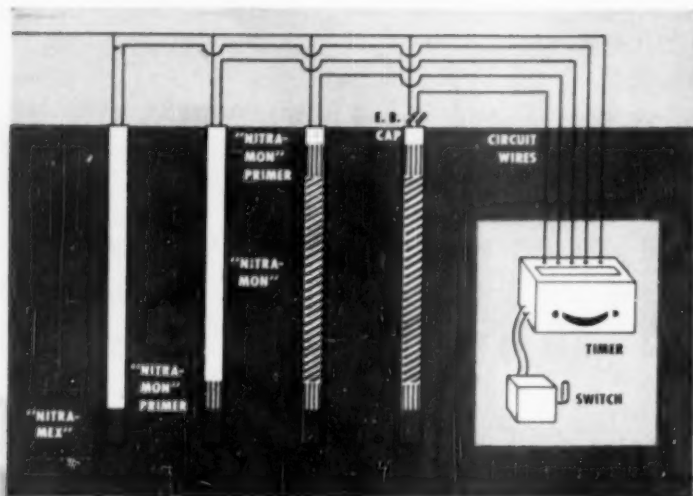 E. B.
CAP
"NITRA-
MON"
PRIMER
CIRCUIT
WIRES
"NITRA-
MON"
TIMER
"NITRA-
MON"
PRIMER
SWITCH
"NITRA-
MEX"